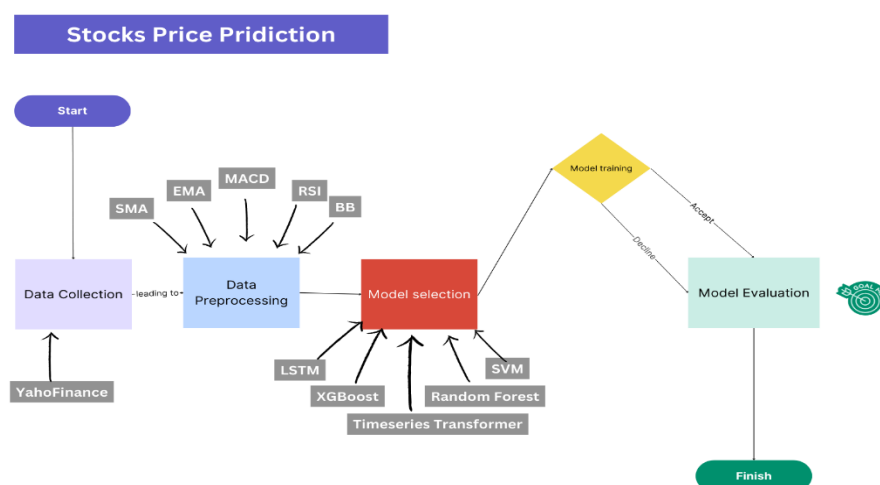 Stocks Price Pridiction
Start
SMA
EMA
MACD
RSI
BB
Data Collection
leading to
Data
Preprocessing
Model selection
Model training
Accept
Decline
Model Evaluation
GOAL
YahoFinance
LSTM
XGBoost
Timeseries Transformer
Random Forest
SVM
Finish